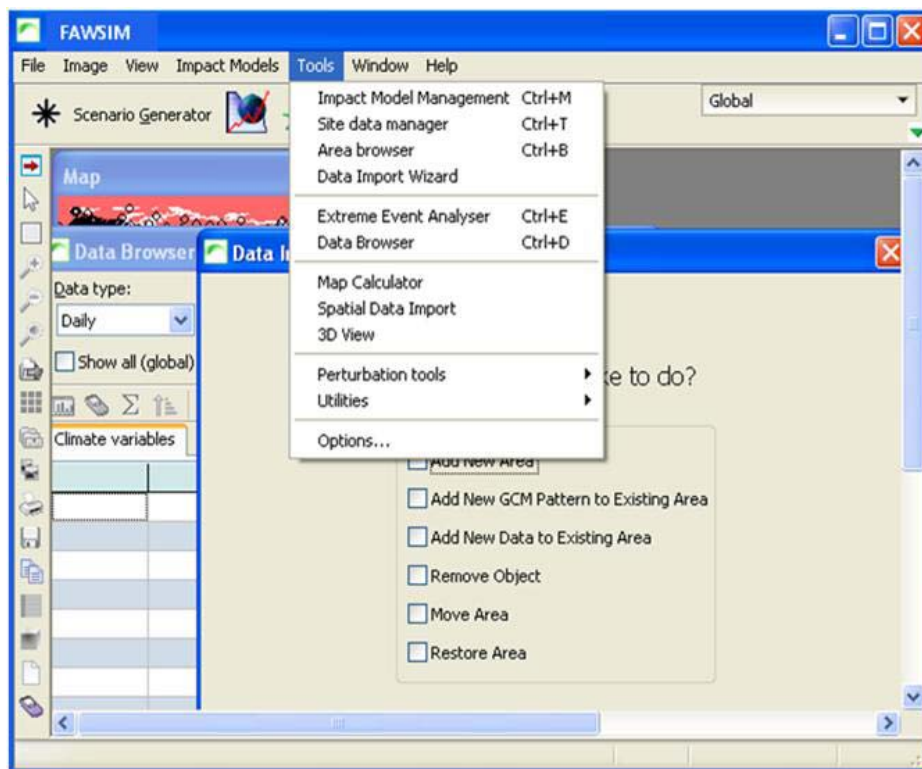 FAWSIM
File Image View Impact Models Tools Window Help
Scenario Generator
Global
Impact Model Management Ctrl+M
Site data manager Ctrl+T
Area browser Ctrl+B
Data Import Wizard
Extreme Event Analyser Ctrl+E
Data Browser Ctrl+D
Map Calculator
Spatial Data Import
3D View
Perturbation tools
Utilities
Options...
Map
Data Browser
Data
Data type:
Daily
Show all (global)
Climate variables
to do?
Add New Area
Add New GCM Pattern to Existing Area
Add New Data to Existing Area
Remove Object
Move Area
Restore Area